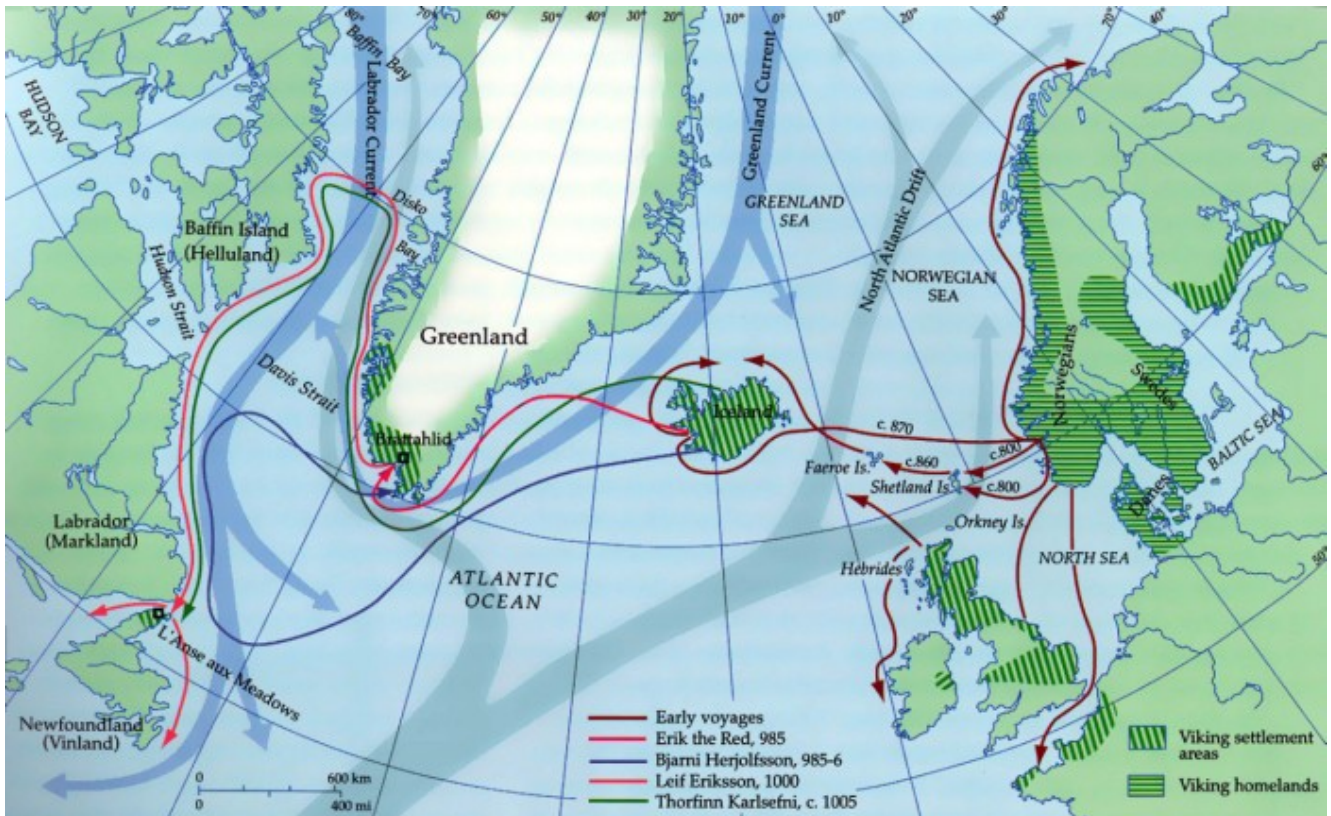 80°
70°
60°
50°
40°
30°
20°
10°
0°
10°
20°
30°
70°
40°
60°
50°
HUDSON
BAY
Baffin Bay
Labrador Current
Greenland Current
GREENLAND
SEA
North Atlantic Drift
NORWEGIAN
SEA
Disko
Bay
Baffin Island
(Helluland)
Hudson Strait
Greenland
Davis Strait
Brattahlid
Iceland
c. 870
c.860
c.800
c.800
Faeroe Is.
Shetland Is.
Orkney Is.
Hebrides
NORTH SEA
Norwegians
Swedes
Danes
BALTIC SEA
Labrador
(Markland)
ATLANTIC
OCEAN
L'Anse aux Meadows
Newfoundland
(Vinland)
0 600 km
0 400 mi
Early voyages
Erik the Red, 985
Bjarni Herjolfsson, 985-6
Leif Eriksson, 1000
Thorfinn Karlsefni, c. 1005
Viking settlement
areas
Viking homelands